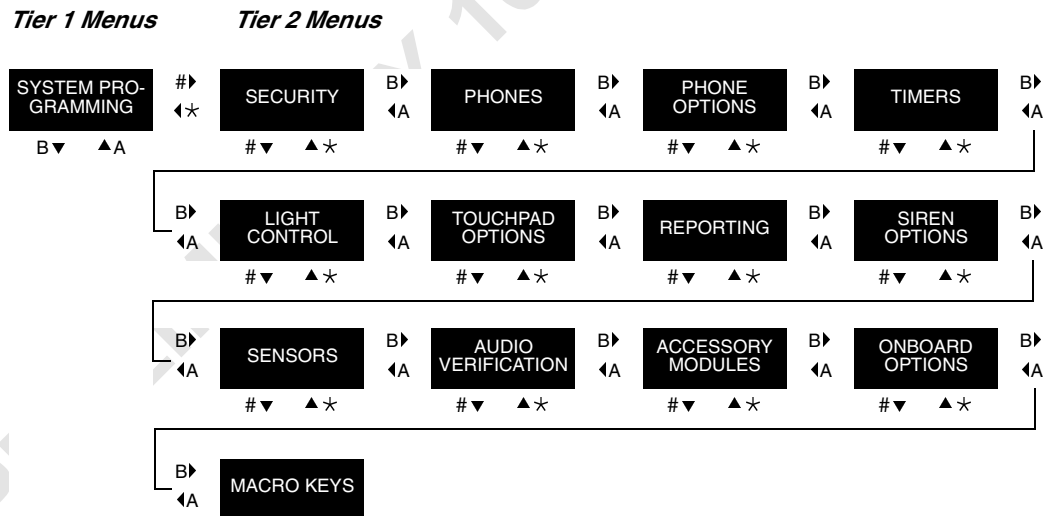 Tier 1 Menus Tier 2 Menus
SYSTEM PRO-
GRAMMING
#
*
B A
SECURITY
B
A
PHONES
B
A
PHONE
OPTIONS
B
A
TIMERS
B
A
# *
# *
# *
# *
B
A
LIGHT
CONTROL
B
A
TOUCHPAD
OPTIONS
B
A
REPORTING
B
A
SIREN
OPTIONS
B
A
# *
# *
# *
# *
B
A
SENSORS
B
A
AUDIO
VERIFICATION
B
A
ACCESSORY
MODULES
B
A
ONBOARD
OPTIONS
B
A
# *
# *
# *
# *
B
A
MACRO KEYS